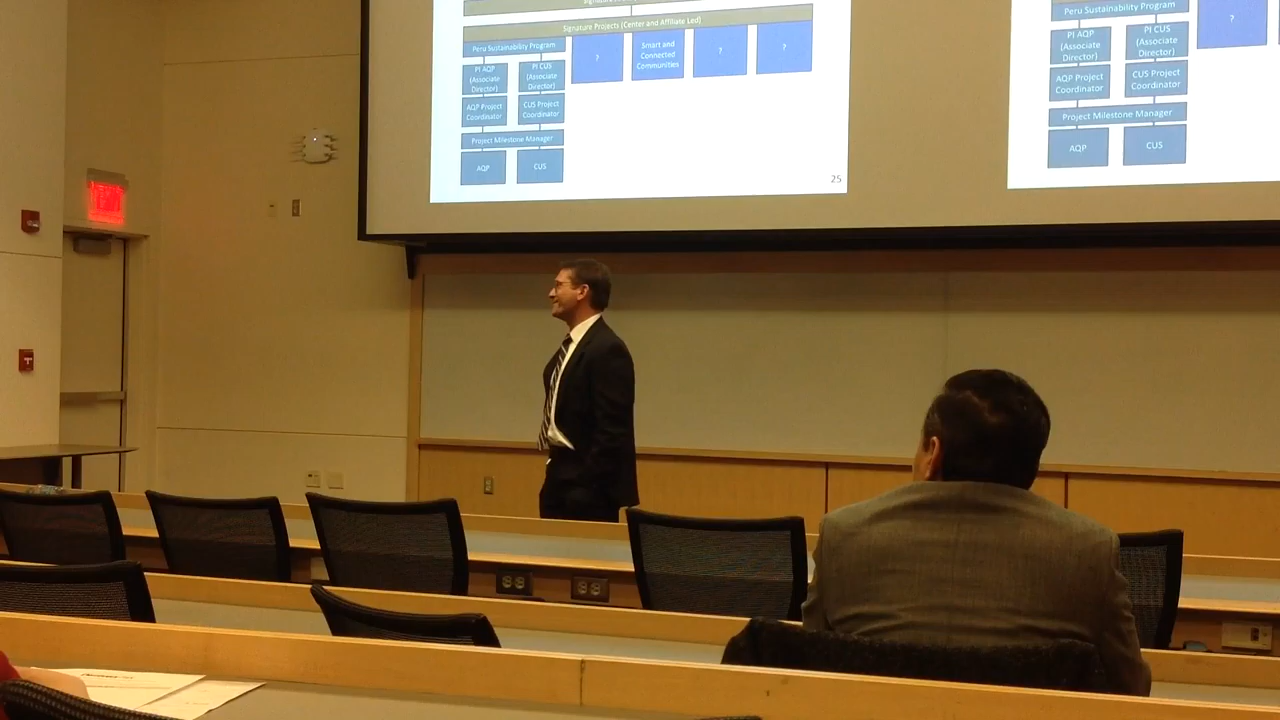 Signature Projects (Center and Affiliate Led)
Peru Sustainability Program
?
Smart and
Connected
Communities
?
?
PI AQP
(Associate
Director)
PI CUS
(Associate
Director)
AQP Project
Coordinator
CUS Project
Coordinator
Project Milestone Manager
AQP
CUS
25
Peru Sustainability Program
?
PI AQP
(Associate
Director)
PI CUS
(Associate
Director)
AQP Project
Coordinator
CUS Project
Coordinator
Project Milestone Manager
AQP
CUS